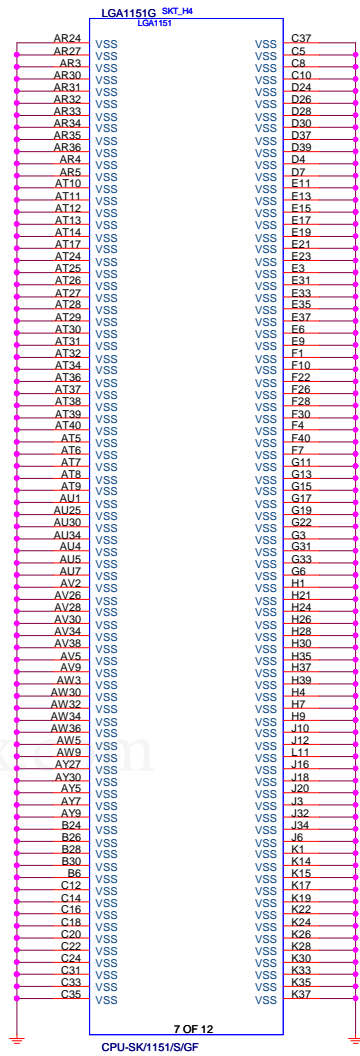 LGA1151G SKT_H4
LGA1151
AR24 VSS VSS C37
AR27 VSS VSS C5
AR3 VSS VSS C8
AR30 VSS VSS C10
AR31 VSS VSS D24
AR32 VSS VSS D26
AR33 VSS VSS D28
AR34 VSS VSS D30
AR35 VSS VSS D37
AR36 VSS VSS D39
AR4 VSS VSS D4
AR5 VSS VSS D7
AT10 VSS VSS E11
AT11 VSS VSS E13
AT12 VSS VSS E15
AT13 VSS VSS E17
AT14 VSS VSS E19
AT17 VSS VSS E21
AT24 VSS VSS E23
AT25 VSS VSS E3
AT26 VSS VSS E31
AT27 VSS VSS E33
AT28 VSS VSS E35
AT29 VSS VSS E37
AT30 VSS VSS E6
AT31 VSS VSS E9
AT32 VSS VSS F1
AT34 VSS VSS F10
AT36 VSS VSS F22
AT37 VSS VSS F26
AT38 VSS VSS F28
AT39 VSS VSS F30
AT40 VSS VSS F4
AT5 VSS VSS F40
AT6 VSS VSS F7
AT7 VSS VSS G11
AT8 VSS VSS G13
AT9 VSS VSS G15
AU1 VSS VSS G17
AU25 VSS VSS G19
AU30 VSS VSS G22
AU34 VSS VSS G3
AU4 VSS VSS G31
AU5 VSS VSS G33
AU7 VSS VSS G6
AV2 VSS VSS H1
AV26 VSS VSS H21
AV28 VSS VSS H24
AV30 VSS VSS H26
AV34 VSS VSS H28
AV38 VSS VSS H30
AV5 VSS VSS H35
AV9 VSS VSS H37
AW3 VSS VSS H39
AW30 VSS VSS H4
AW32 VSS VSS H7
AW34 VSS VSS H9
AW36 VSS VSS J10
AW5 VSS VSS J12
AW9 VSS VSS L11
AY27 VSS VSS J16
AY30 VSS VSS J18
AY5 VSS VSS J20
AY7 VSS VSS J3
AY9 VSS VSS J32
B24 VSS VSS J34
B26 VSS VSS J6
B28 VSS VSS K1
B30 VSS VSS K14
B6 VSS VSS K15
C12 VSS VSS K17
C14 VSS VSS K19
C16 VSS VSS K22
C18 VSS VSS K24
C20 VSS VSS K26
C22 VSS VSS K28
C24 VSS VSS K30
C31 VSS VSS K33
C33 VSS VSS K35
C35 VSS VSS K37
7 OF 12
CPU-SK/1151/S/GF